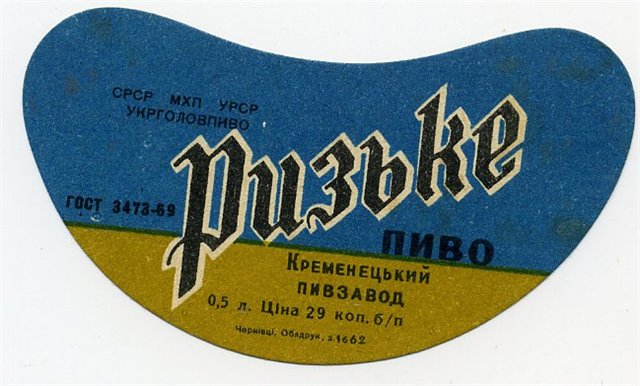 СРСР МХП УРСР
УКРГОЛОВПИВО
Ризьке
ГОСТ 3473-69
ПИВО
КРЕМЕНЕЦЬКИЙ
ПИВЗАВОД
0,5 л. Ціна 29 коп. б/п
Чернівці, Облдрук, з. 1662